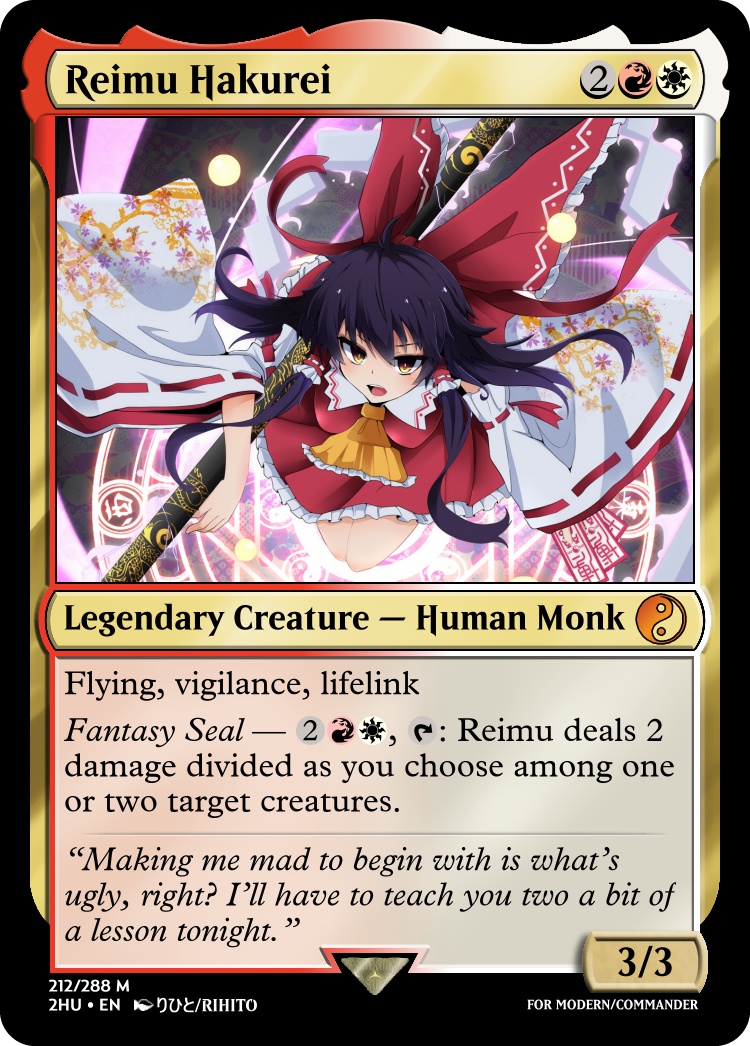 Reimu Hakurei 2
Legendary Creature — Human Monk
Flying, vigilance, lifelink
Fantasy Seal — 2 , : Reimu deals 2
damage divided as you choose among one
or two target creatures.
“Making me mad to begin with is what’s
ugly, right? I’ll have to teach you two a bit of
a lesson tonight.”
3/3
212/288 M
2HU • EN りひと/RIHITO
FOR MODERN/COMMANDER